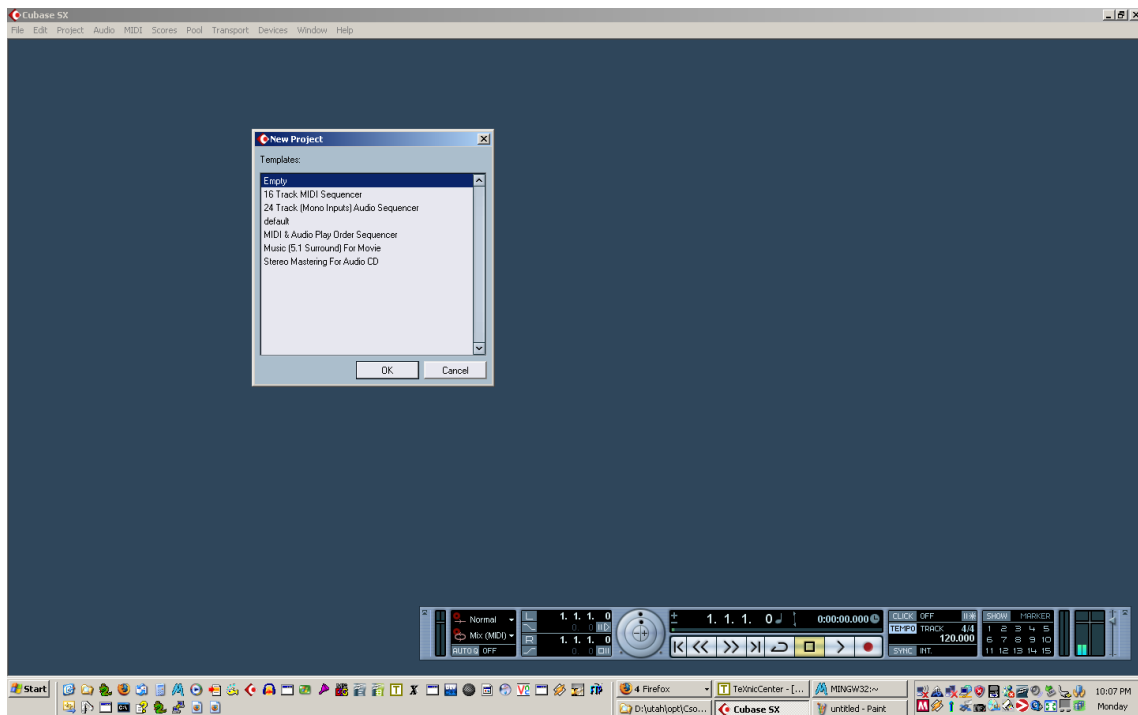 Cubase SX
File Edit Project Audio MIDI Scores Pool Transport Devices Window Help
New Project
Templates:
Empty
16 Track MIDI Sequencer
24 Track (Mono Inputs) Audio Sequencer
default
MIDI & Audio Play Order Sequencer
Music (5.1 Surround) For Movie
Stereo Mastering For Audio CD
OK Cancel
Normal
Mix (MIDI)
AUTO Q OFF
L 1. 1. 1. 0
0 0
R 1. 1. 1. 0
0 0
1. 1. 1. 0 0:00:00.000
CLICK OFF
TEMPO TRACK 4/4
120.000
SYNC INT.
SHOW MARKER
1 2 3 4 5
6 7 8 9 10
11 12 13 14 15
Start
4 Firefox
TeXnicCenter - [...
MINGW32:~
10:07 PM
D:\utah\opt\Cso...
Cubase SX
untitled - Paint
Monday